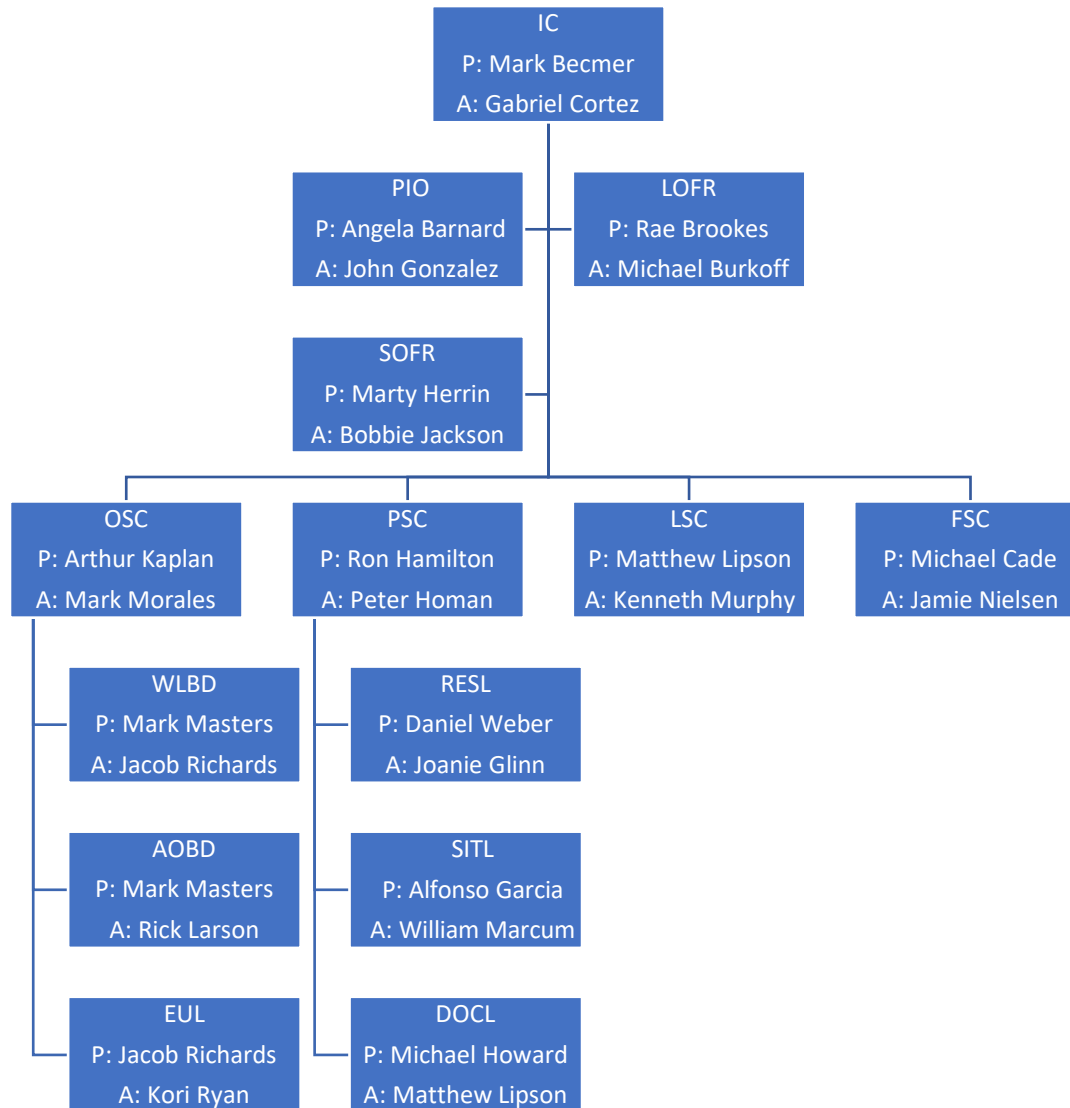 IC
P: Mark Becmer
A: Gabriel Cortez
PIO
P: Angela Barnard
A: John Gonzalez
LOFR
P: Rae Brookes
A: Michael Burkoff
SOFR
P: Marty Herrin
A: Bobbie Jackson
OSC
P: Arthur Kaplan
A: Mark Morales
PSC
P: Ron Hamilton
A: Peter Homan
LSC
P: Matthew Lipson
A: Kenneth Murphy
FSC
P: Michael Cade
A: Jamie Nielsen
WLBD
P: Mark Masters
A: Jacob Richards
RESL
P: Daniel Weber
A: Joanie Glinn
AOBD
P: Mark Masters
A: Rick Larson
SITL
P: Alfonso Garcia
A: William Marcum
EUL
P: Jacob Richards
A: Kori Ryan
DOCL
P: Michael Howard
A: Matthew Lipson